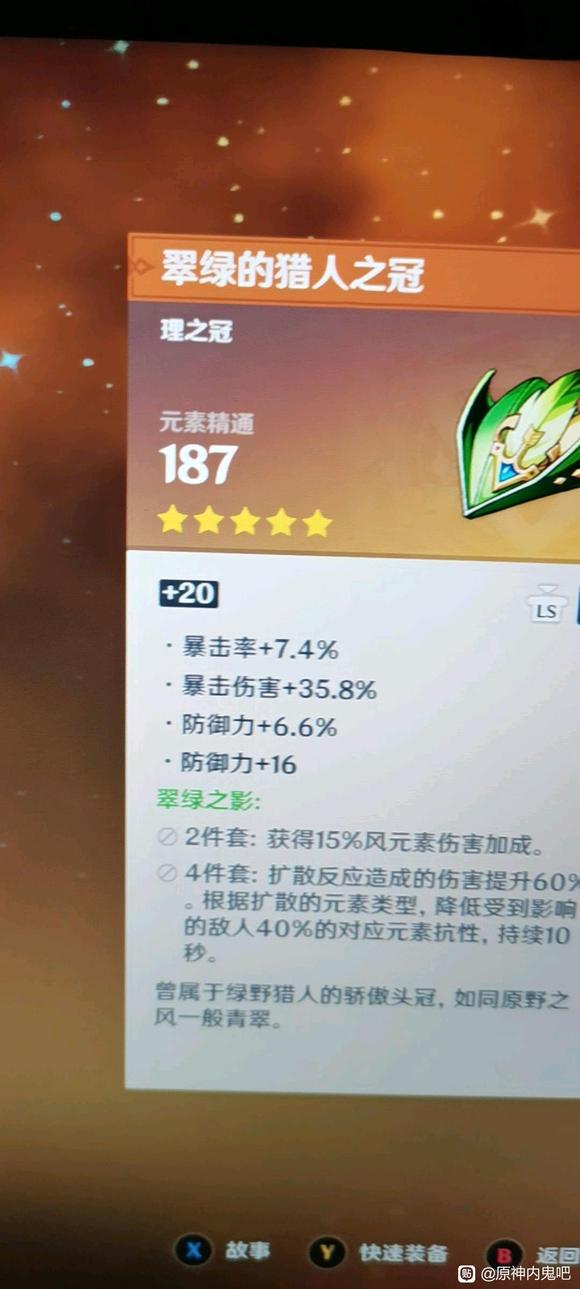 翠绿的猎人之冠
理之冠
元素精通
187
+20
LS
·暴击率+7.4%
·暴击伤害+35.8%
·防御力+6.6%
·防御力+16
翠绿之影:
2件套: 获得15%风元素伤害加成。
4件套: 扩散反应造成的伤害提升60%
。根据扩散的元素类型, 降低受到影响
的敌人40%的对应元素抗性, 持续10
秒。
曾属于绿野猎人的骄傲头冠, 如同原野之
风一般青翠。
X 故事 Y 快速装备 B 返回
贴 @原神内鬼吧